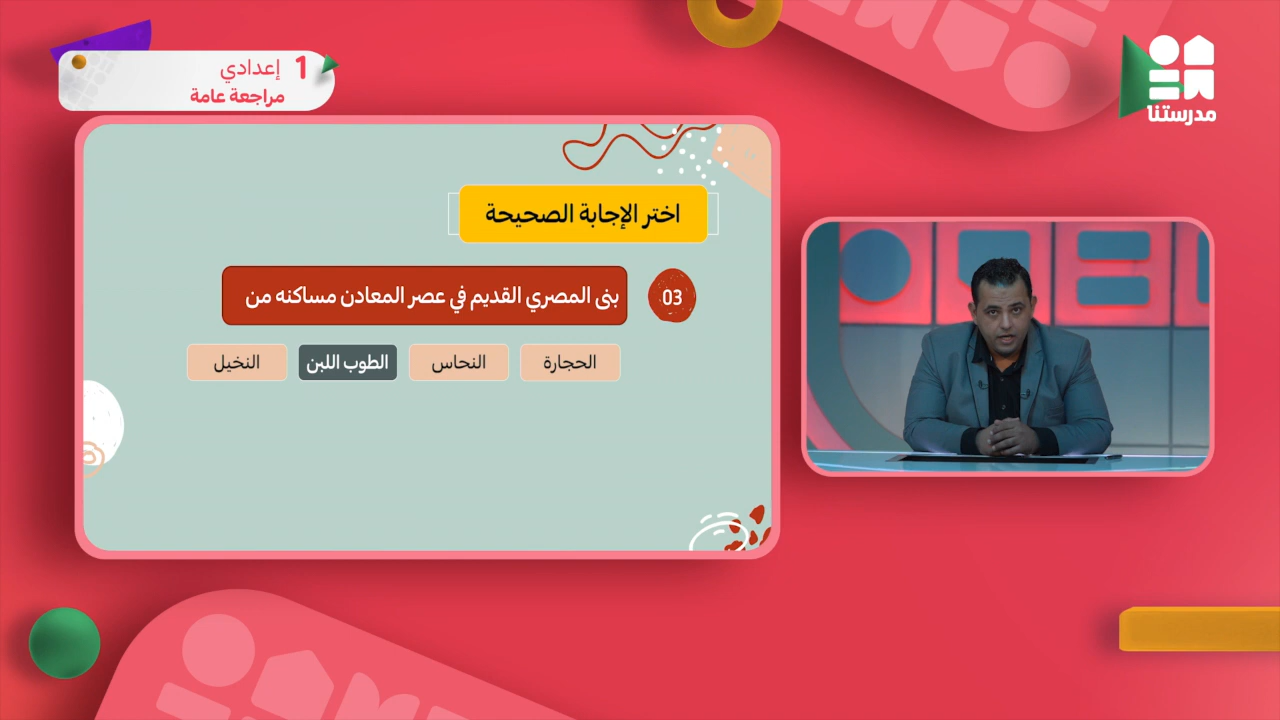 1 إعدادي
مراجعة عامة
مدرستنا
اختر الإجابة الصحيحة
03 بنى المصري القديم في عصر المعادن مساكنه من
الحجارة النحاس الطوب اللبن النخيل